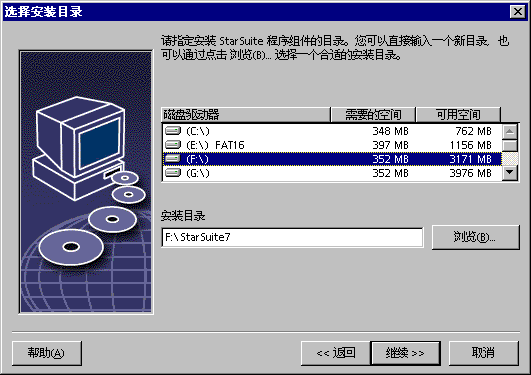 选择安装目录
请指定安装 StarSuite 程序组件的目录。您可以直接输入一个新目录, 也
可以通过点击 浏览(B)... 选择一个合适的安装目录。
磁盘驱动器 需要的空间 可用空间
(C:\) 348 MB 762 MB
(E:\) FAT16 397 MB 1156 MB
(F:\) 352 MB 3171 MB
(G:\) 352 MB 3976 MB
安装目录
F:\StarSuite7 浏览(B)...
帮助(A) << 返回 继续 >> 取消